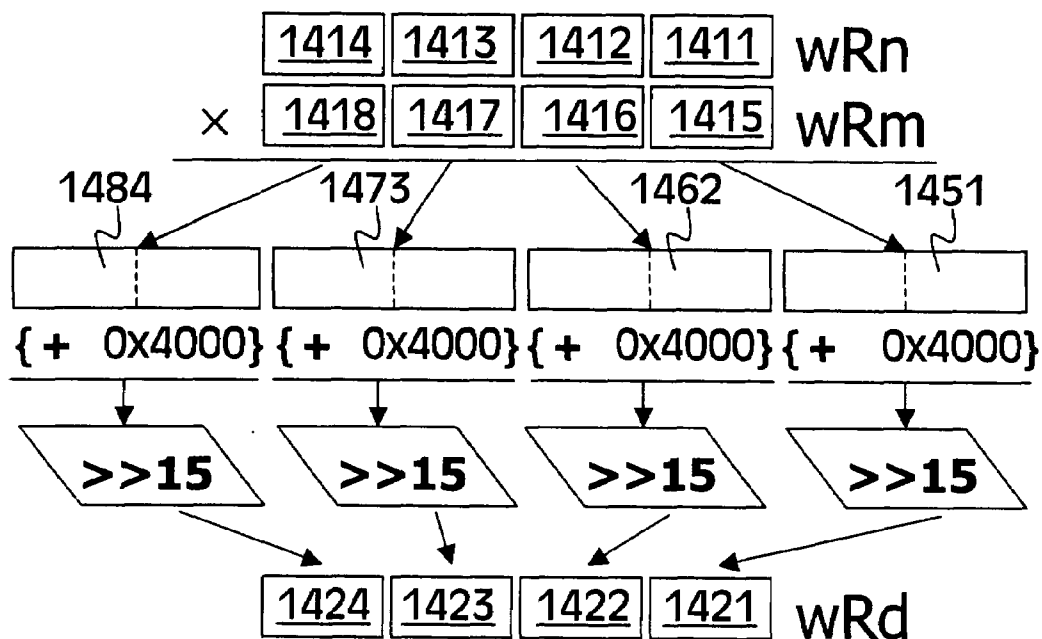 1414 1413 1412 1411 wRn
× 1418 1417 1416 1415 wRm
1484 1473 1462 1451
{+ 0x4000} {+ 0x4000} {+ 0x4000} {+ 0x4000}
>>15 >>15 >>15 >>15
1424 1423 1422 1421 wRd